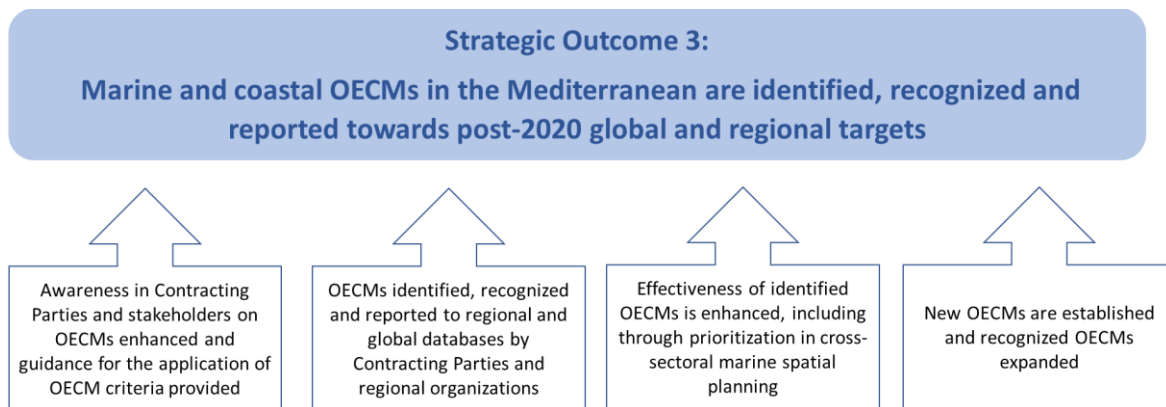 Strategic Outcome 3:
Marine and coastal OECMs in the Mediterranean are identified, recognized and
reported towards post-2020 global and regional targets
Awareness in Contracting
Parties and stakeholders on
OECMs enhanced and
guidance for the application of
OECM criteria provided
OECMs identified, recognized
and reported to regional and
global databases by
Contracting Parties and
regional organizations
Effectiveness of identified
OECMs is enhanced, including
through prioritization in cross-
sectoral marine spatial
planning
New OECMs are established
and recognized OECMs
expanded